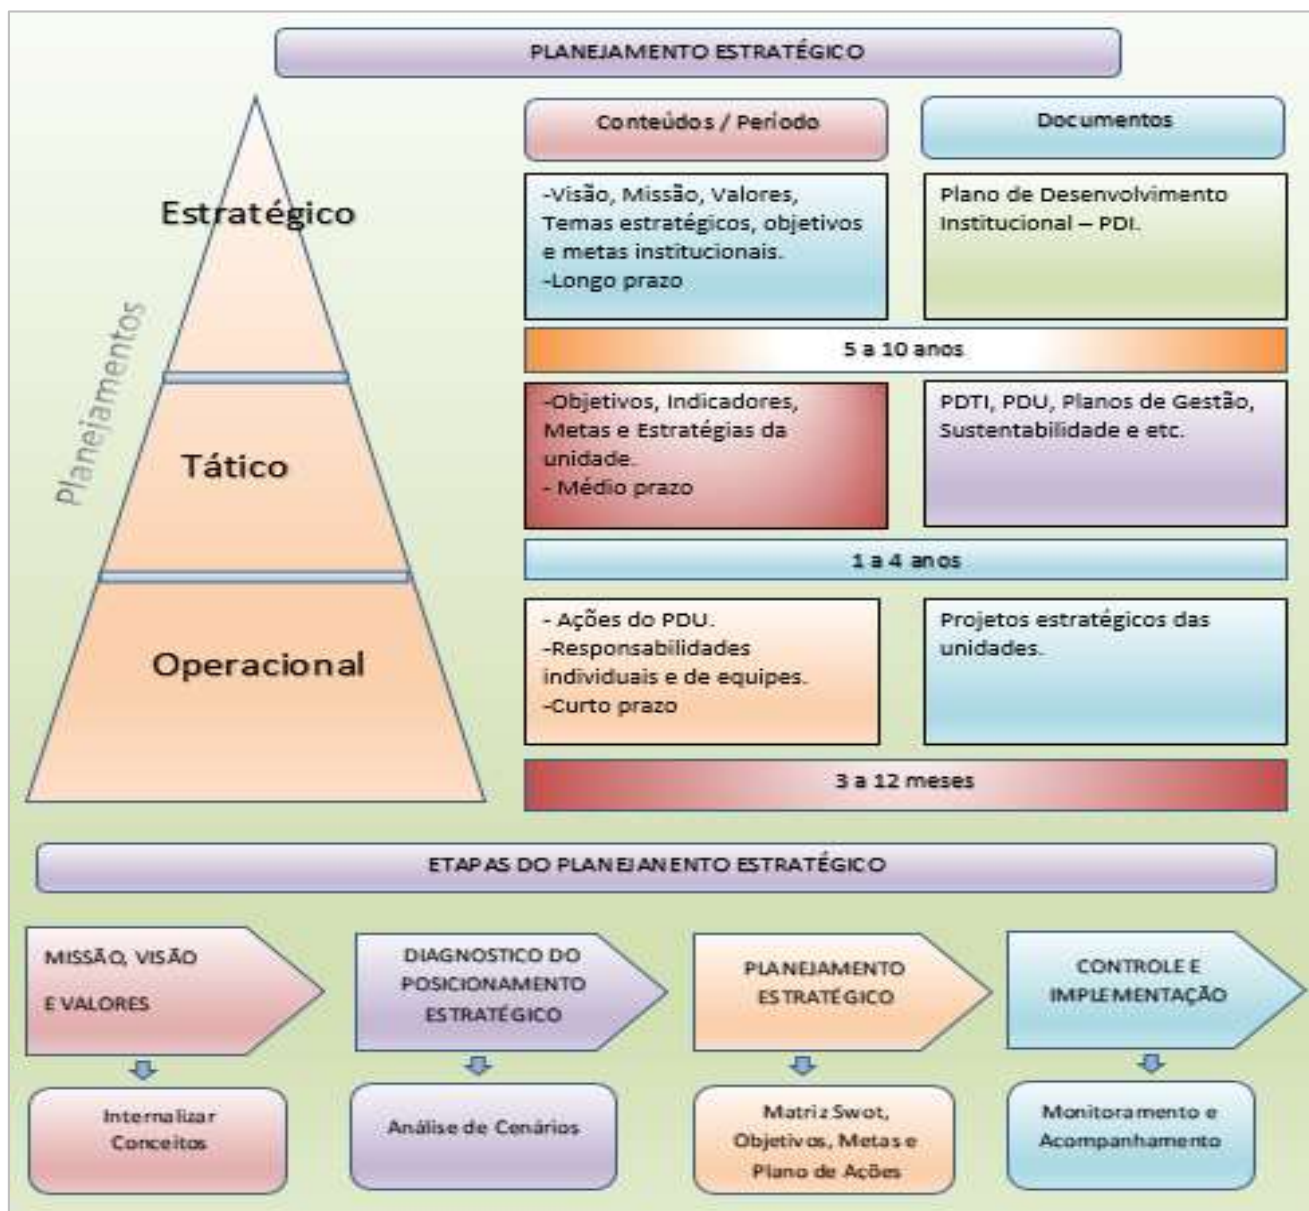 PLANEJAMENTO ESTRATÉGICO
Conteúdos / Período
Documentos
Planejamentos
Estratégico
-Visão, Missão, Valores,
Temas estratégicos, objetivos
e metas institucionais.
-Longo prazo
Plano de Desenvolvimento
Institucional – PDI.
5 a 10 anos
Tático
-Objetivos, Indicadores,
Metas e Estratégias da
unidade.
- Médio prazo
PDTI, PDU, Planos de Gestão,
Sustentabilidade e etc.
1 a 4 anos
Operacional
- Ações do PDU.
-Responsabilidades
individuais e de equipes.
-Curto prazo
Projetos estratégicos das
unidades.
3 a 12 meses
ETAPAS DO PLANEJANENTO ESTRATÉGICO
MISSÃO, VISÃO
E VALORES
DIAGNOSTICO DO
POSICIONAMENTO
ESTRATÉGICO
PLANEJAMENTO
ESTRATÉGICO
CONTROLE E
IMPLEMENTAÇÃO
Internalizar
Conceitos
Análise de Cenários
Matriz Swot,
Objetivos, Metas e
Plano de Ações
Monitoramento e
Acompanhamento